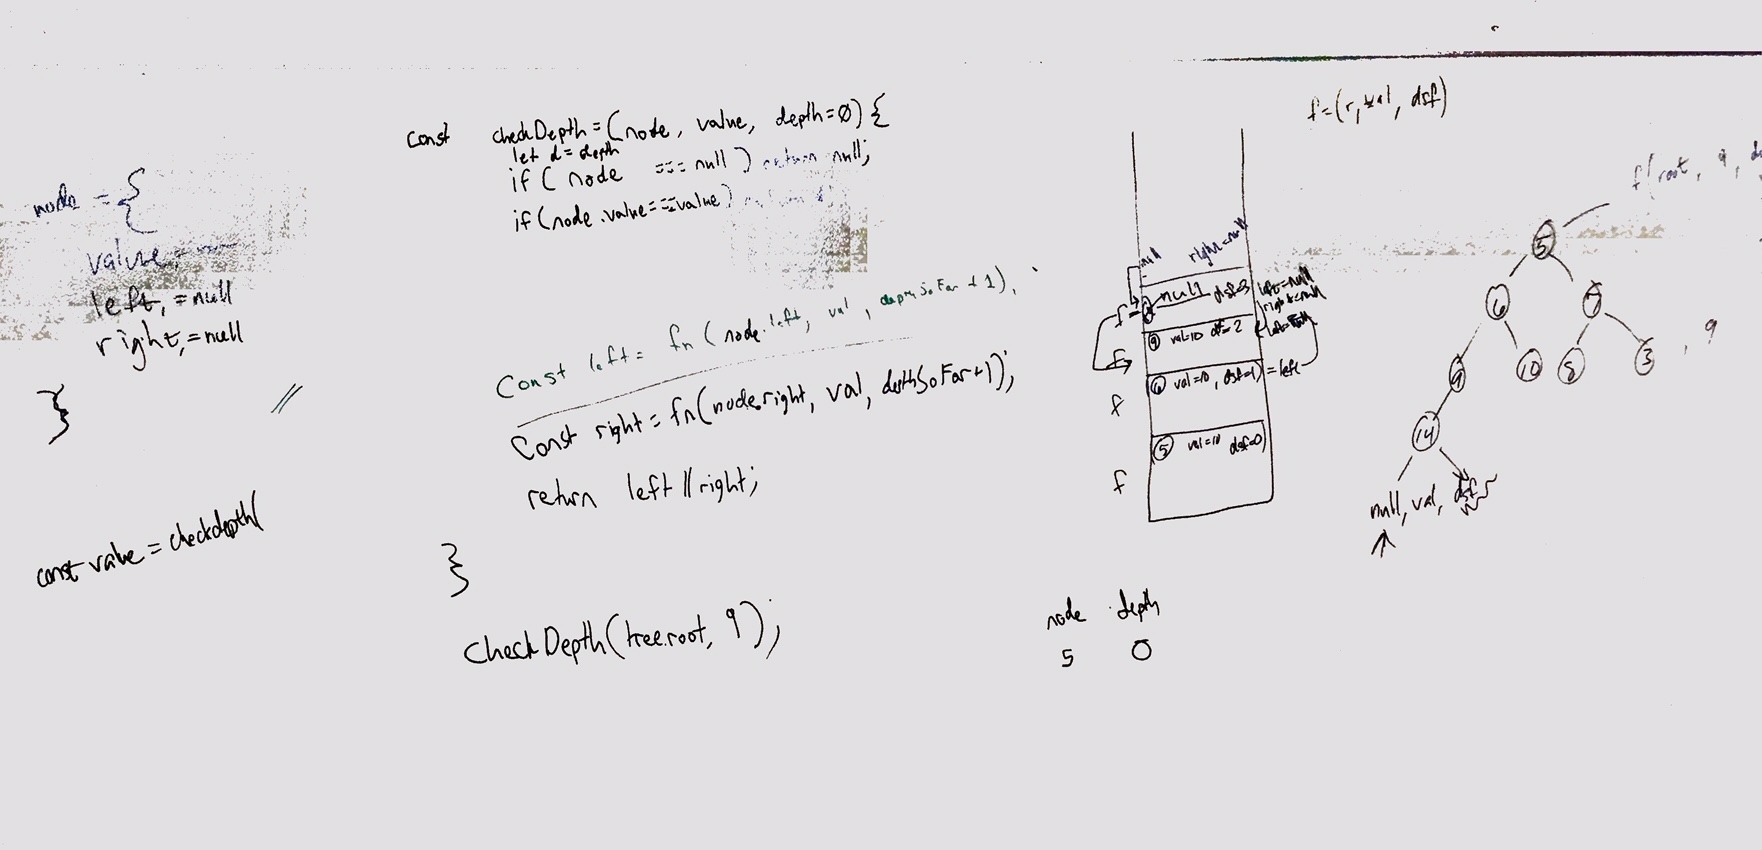 node = {
value,
left, = null
right, = null
}
//
const value = checkdepth(
const checkDepth = (node, value, depth=0) {
let d = depth
if ( node === null ) return null;
if (node.value===value) return
const left = fn ( node.left, val, depthSoFar + 1),
const right = fn(node.right, val, depthSoFar+1);
return left || right;
}
checkDepth(tree.root, 9);
f=(r, val, dsf)
null right=null
f null dsf=3 left=null
right=null
f 9 val=10 dsf=2 left=null
f 6 val=10, dsf=1) = left
f 5 val=10 dsf=0)
node depth
5 0
f(root, 9,
5
6 7
9 10 8 3 , 9
14
null, val, dsf